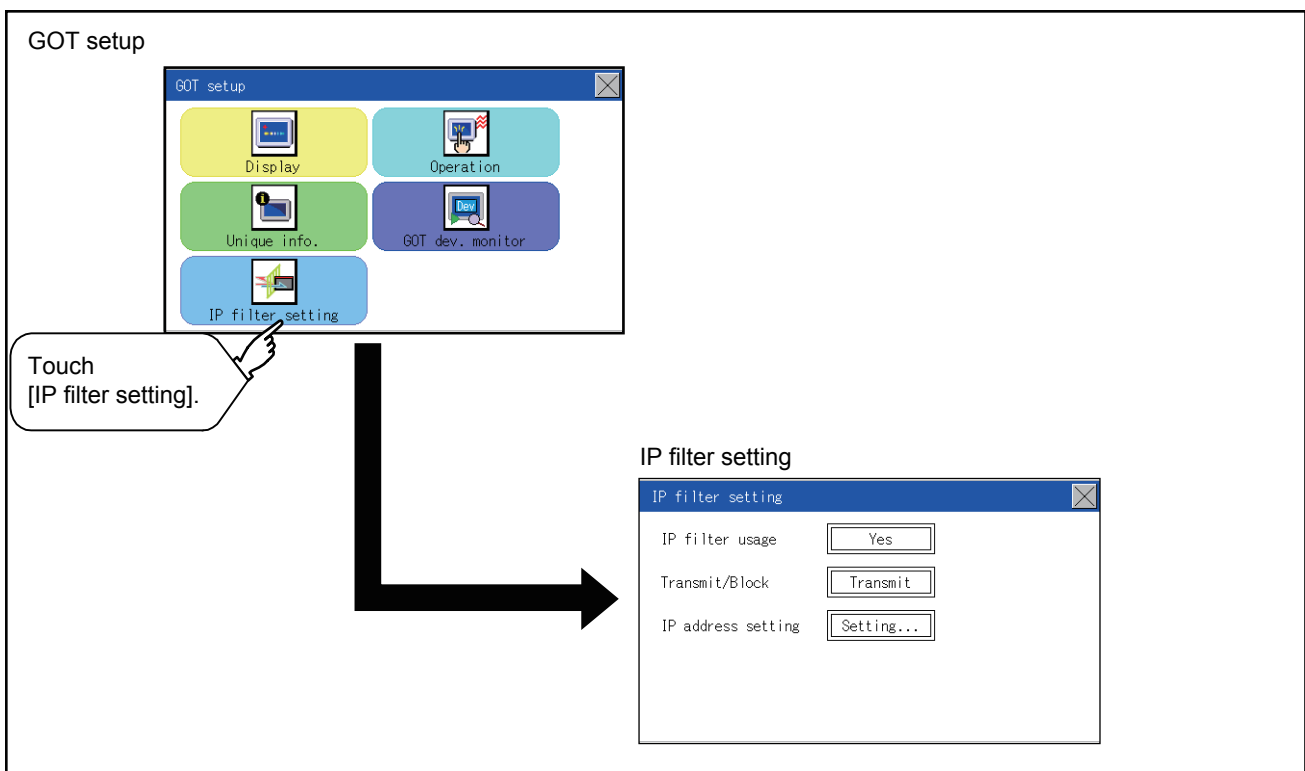 GOT setup
GOT setup
Display
Operation
Unique info.
Dev
GOT dev. monitor
IP filter setting
Touch
[IP filter setting].
IP filter setting
IP filter setting
IP filter usage
Yes
Transmit/Block
Transmit
IP address setting
Setting...